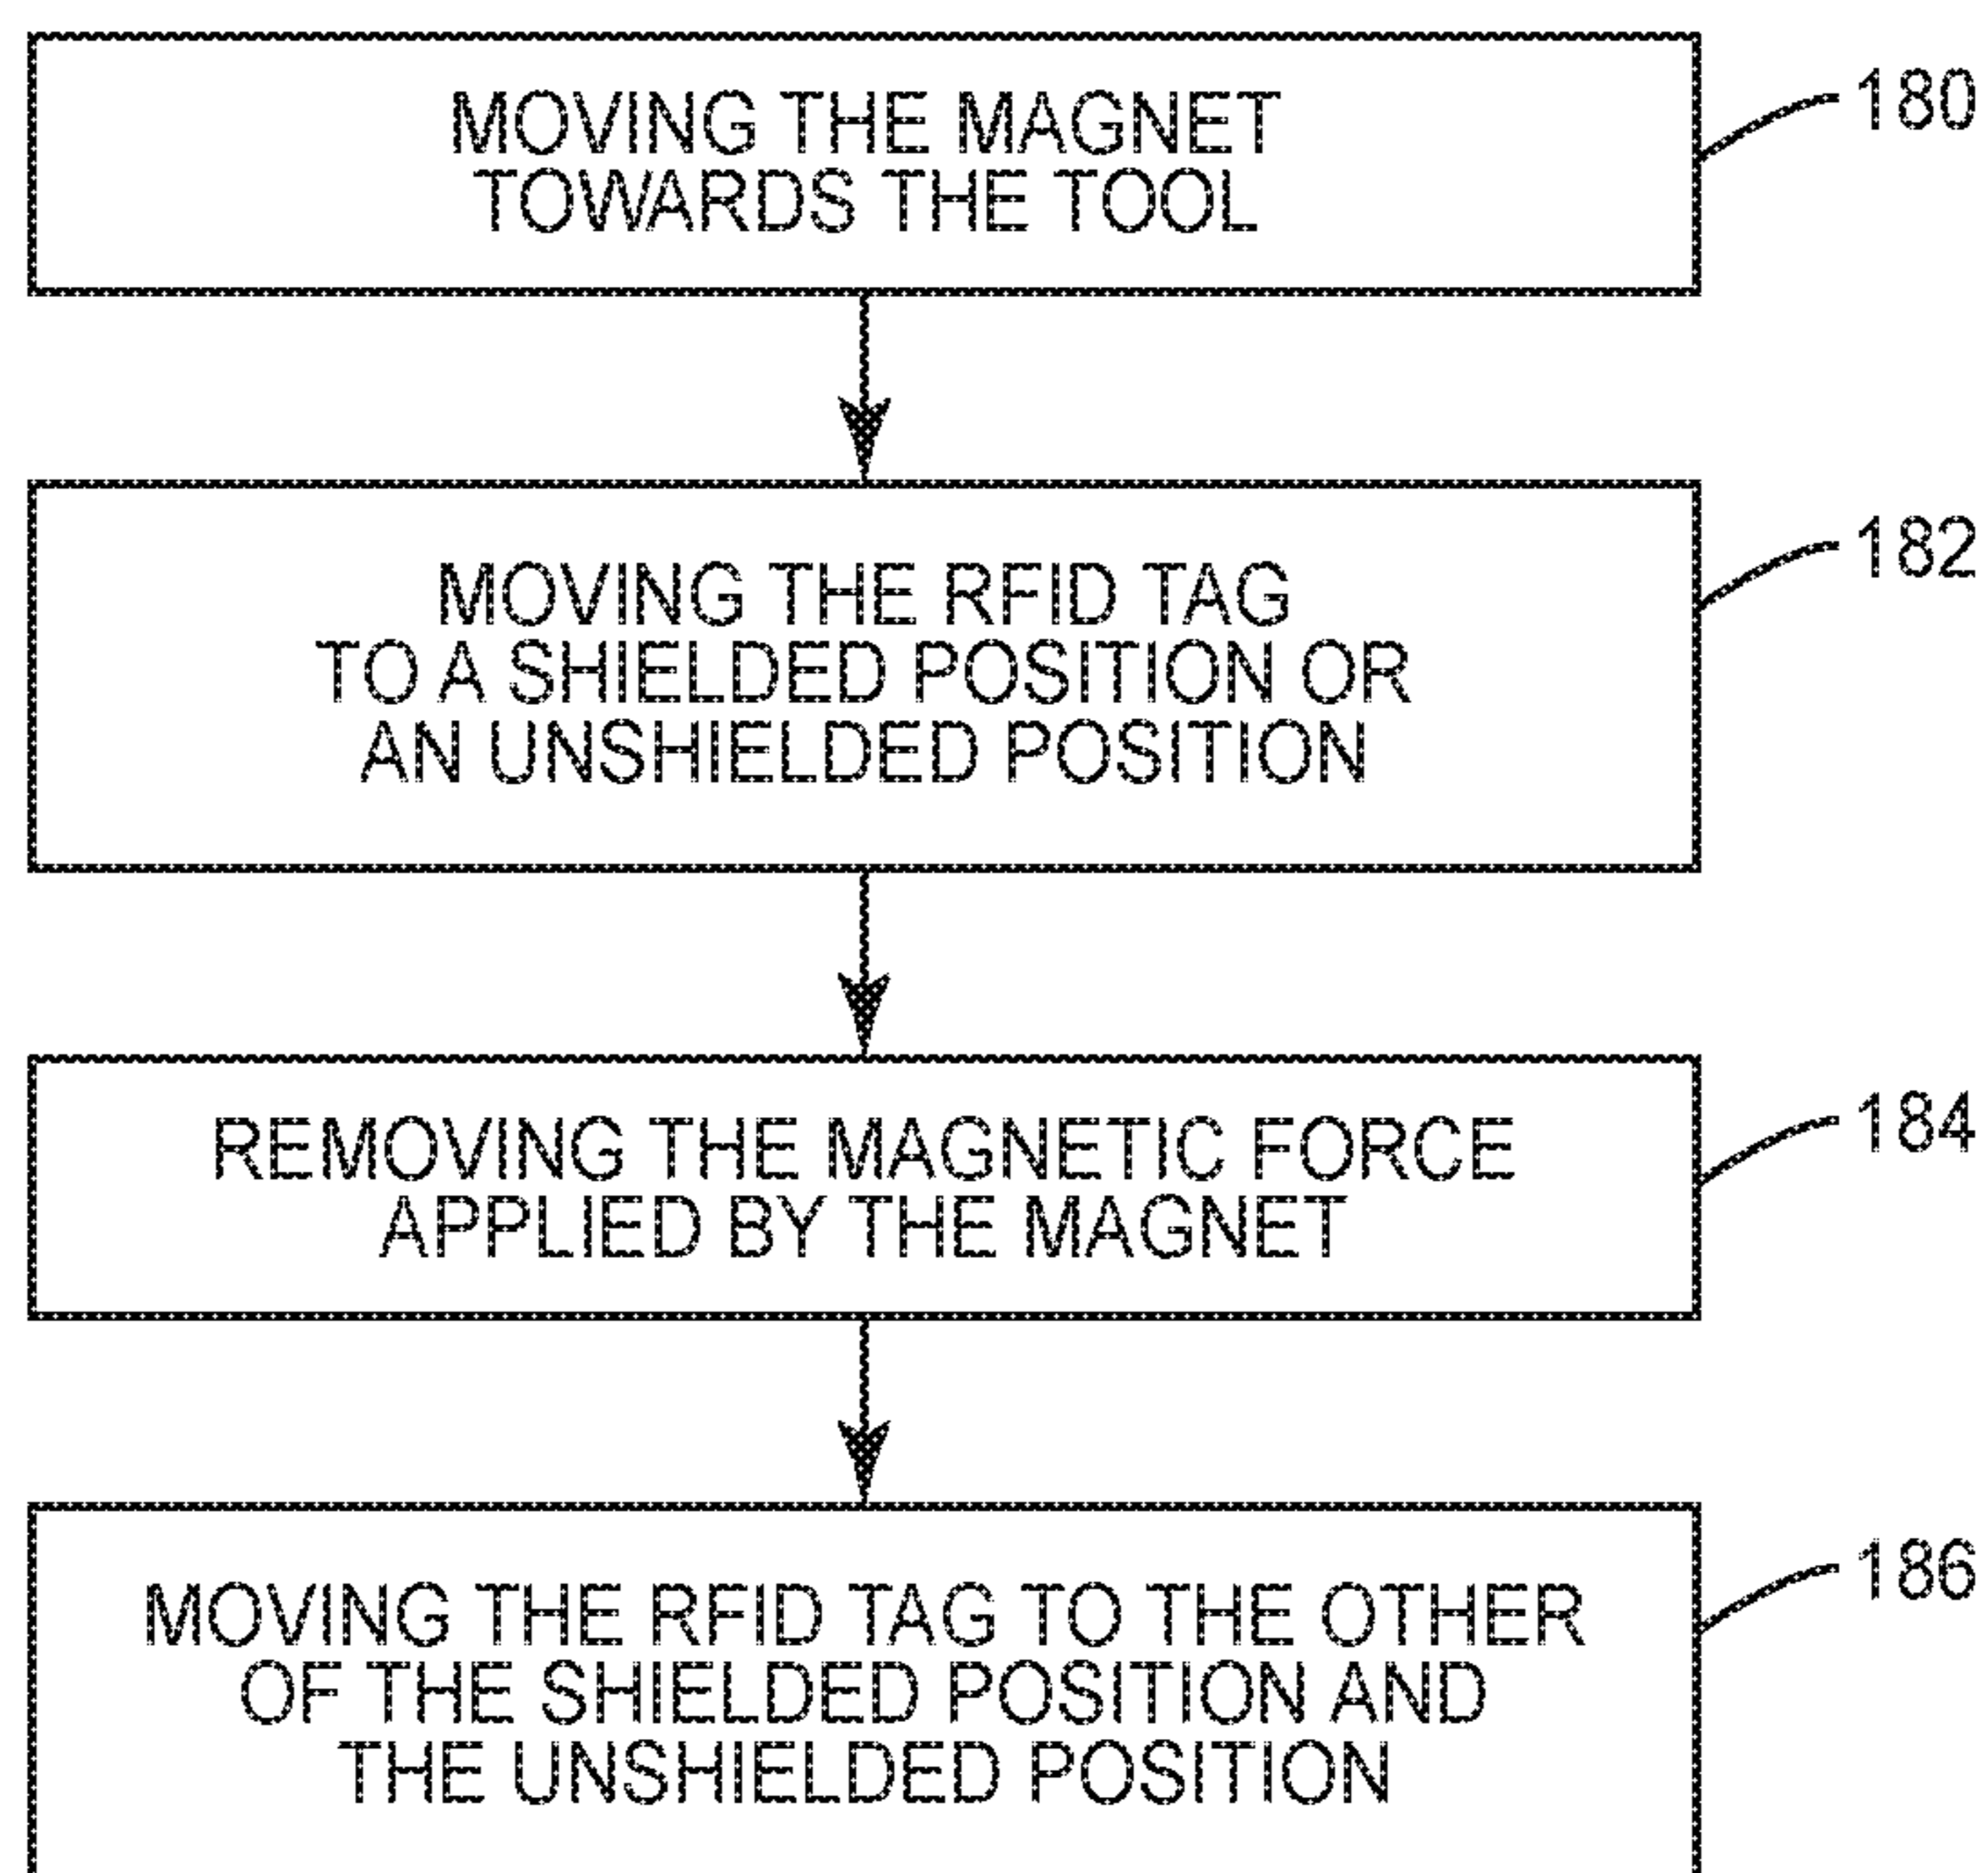 MOVING THE MAGNET
TOWARDS THE TOOL
180
MOVING THE RFID TAG
TO A SHIELDED POSITION OR
AN UNSHIELDED POSITION
182
REMOVING THE MAGNETIC FORCE
APPLIED BY THE MAGNET
184
MOVING THE RFID TAG TO THE OTHER
OF THE SHIELDED POSITION AND
THE UNSHIELDED POSITION
186